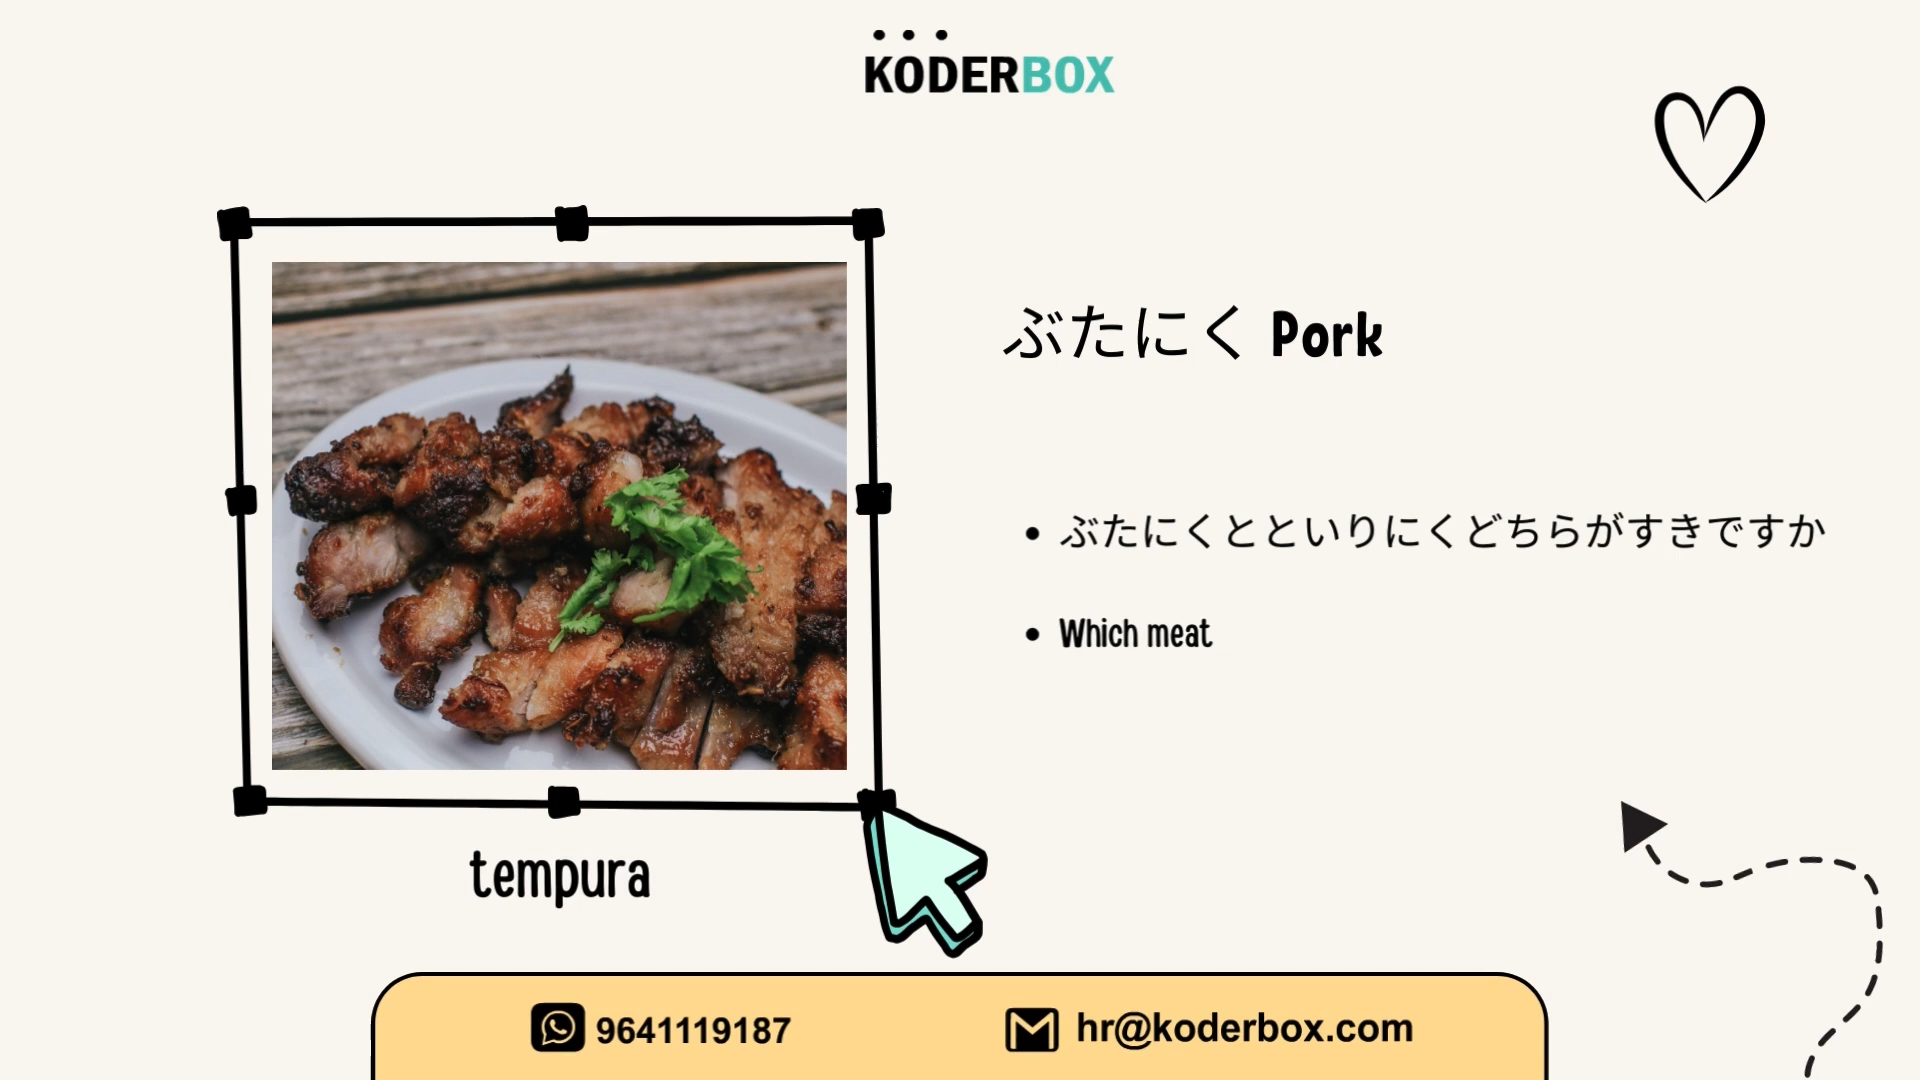 KODERBOX
ぶたにく Pork
ぶたにくとといりにくどちらがすきですか
Which meat
tempura
9641119187
hr@koderbox.com